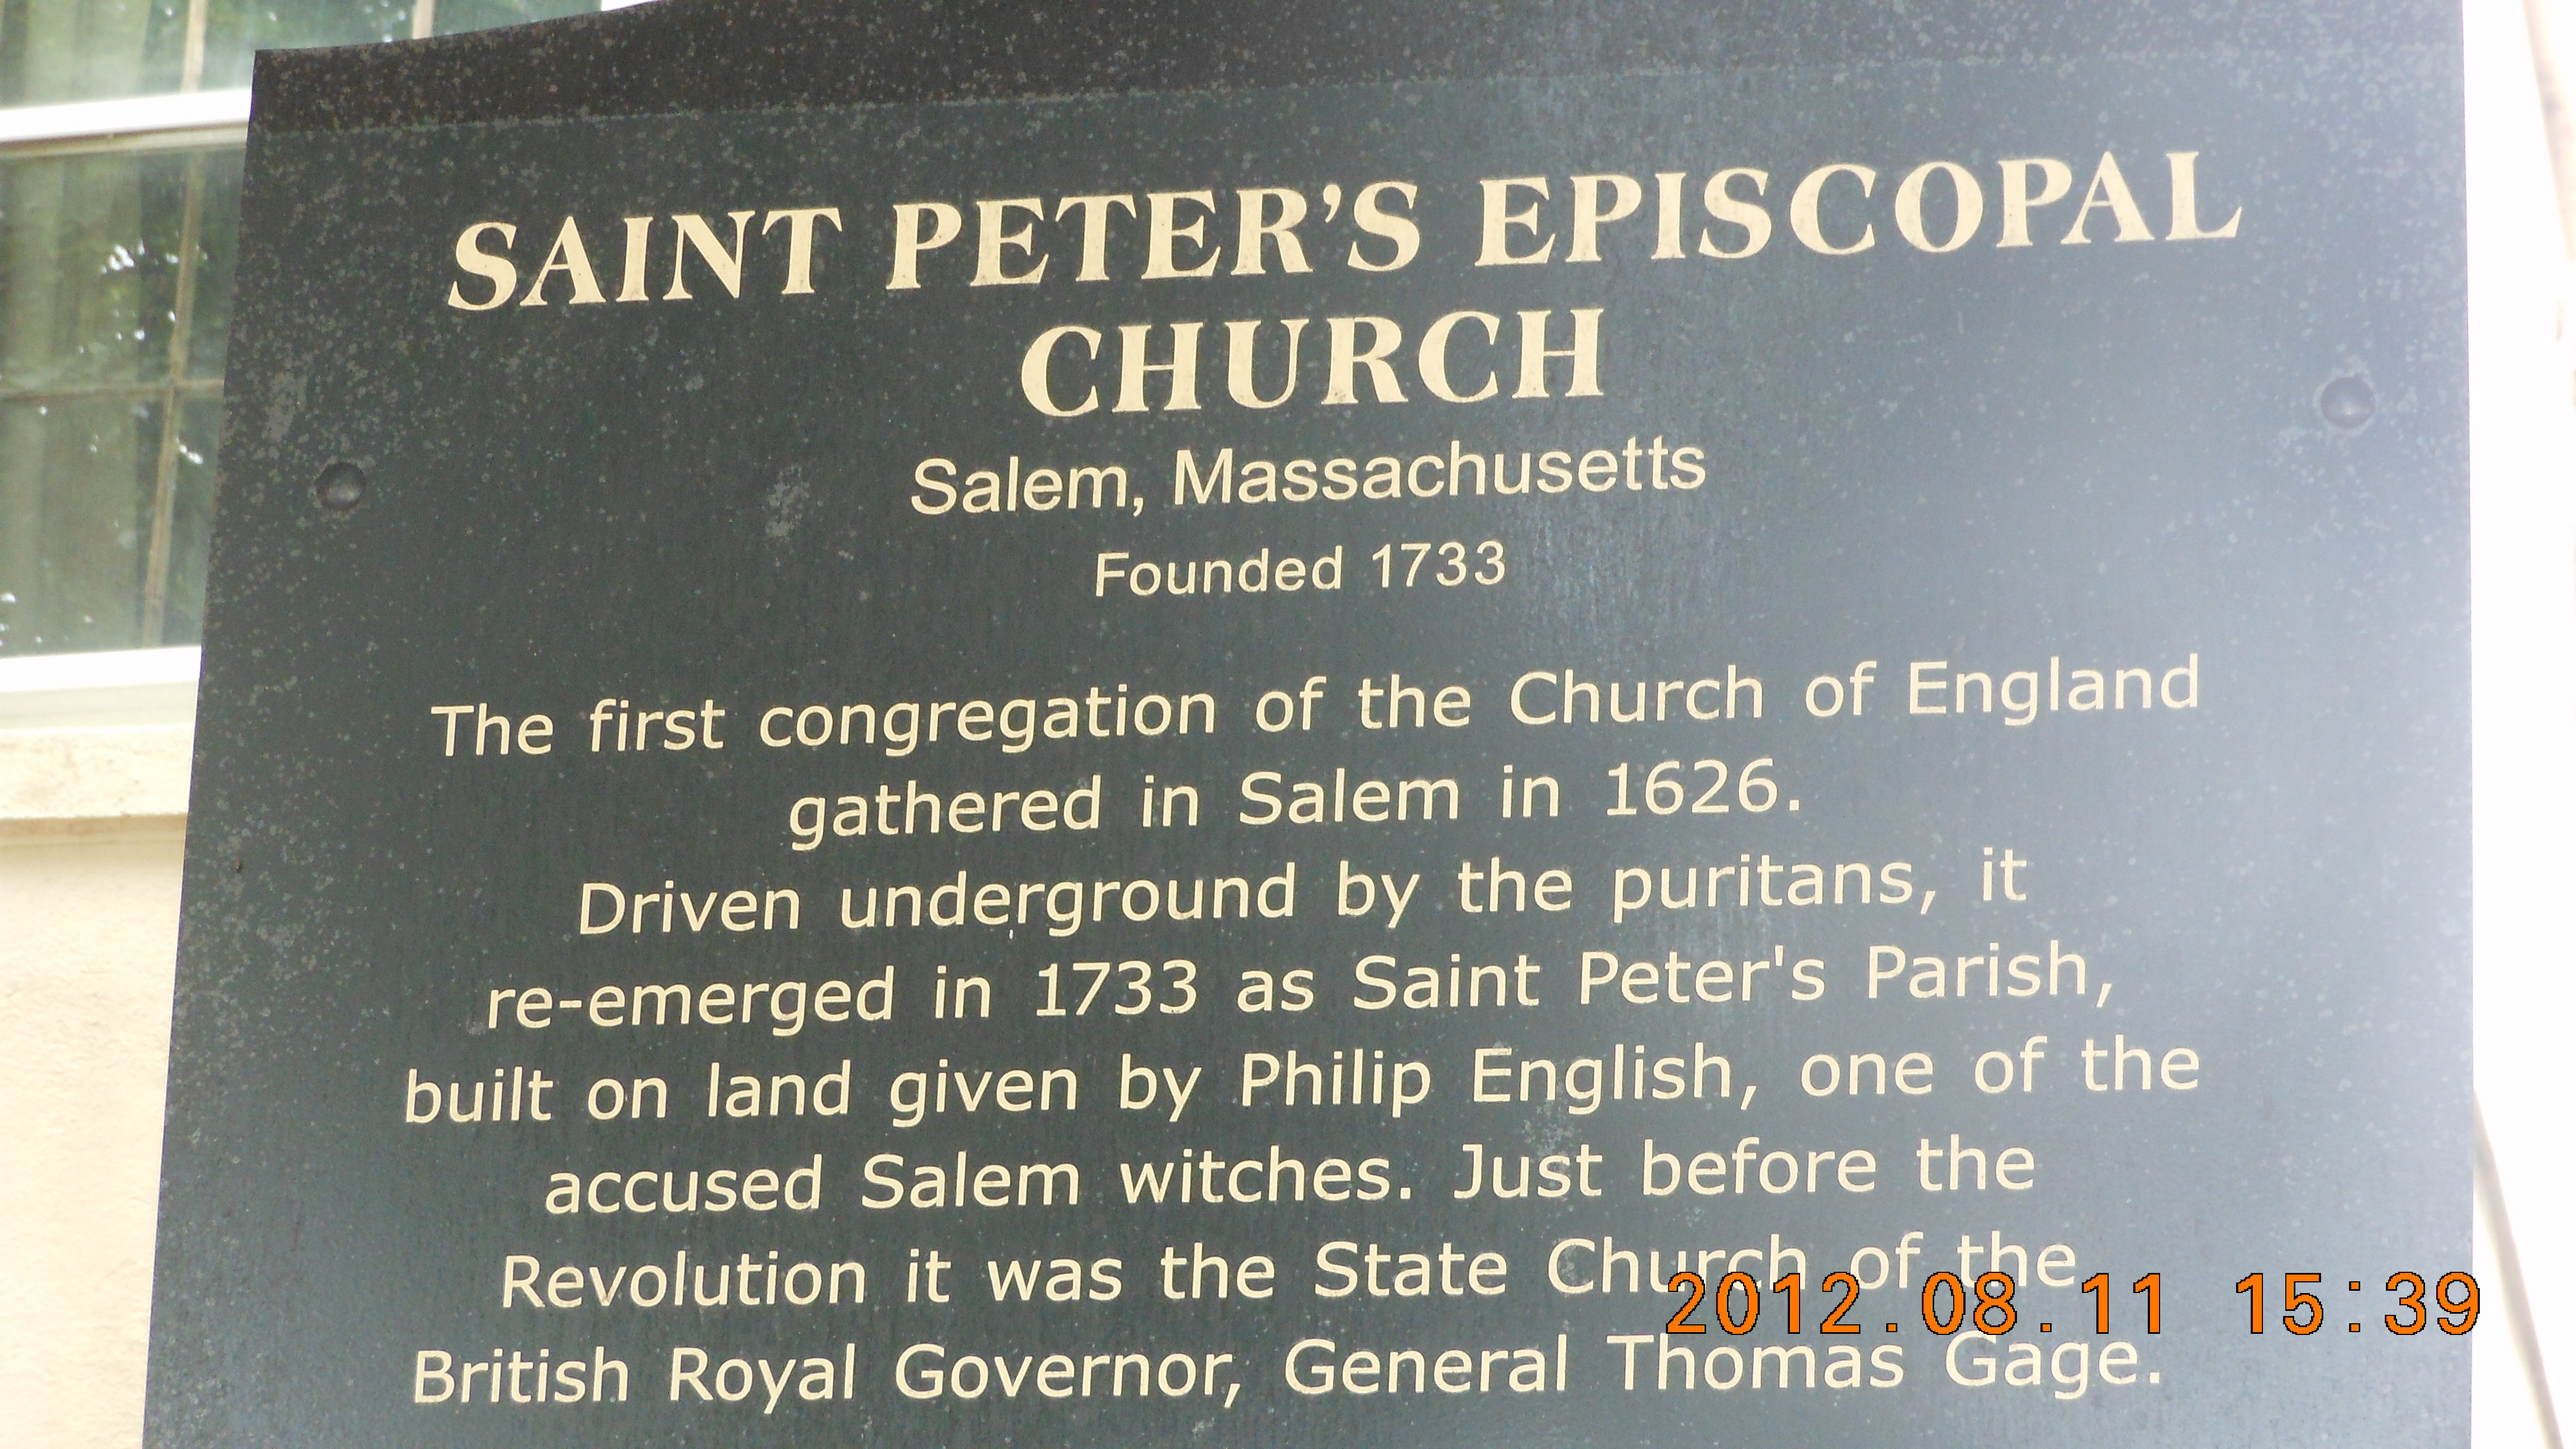 SAINT PETER'S EPISCOPAL
CHURCH
Salem, Massachusetts
Founded 1733
The first congregation of the Church of England
gathered in Salem in 1626.
Driven underground by the puritans, it
re-emerged in 1733 as Saint Peter's Parish,
built on land given by Philip English, one of the
accused Salem witches. Just before the
Revolution it was the State Church of the
British Royal Governor, General Thomas Gage.
2012.08.11 15:39